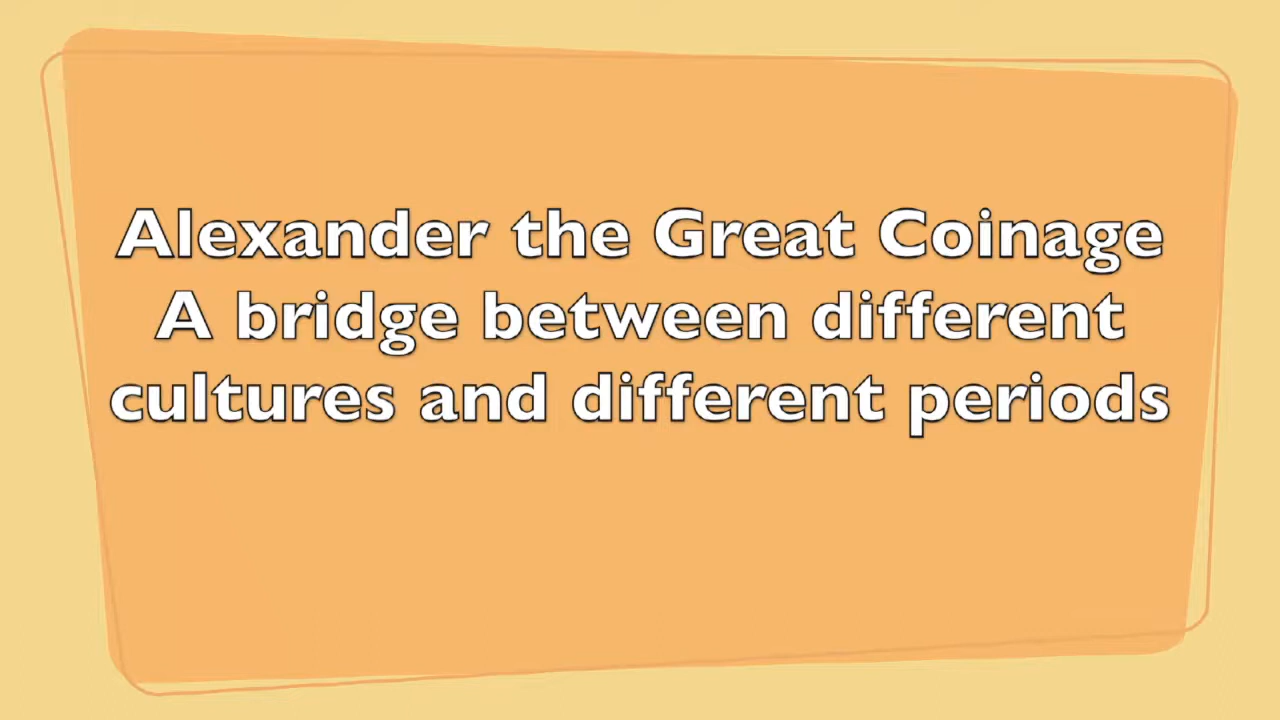 Alexander the Great Coinage
A bridge between different
cultures and different periods